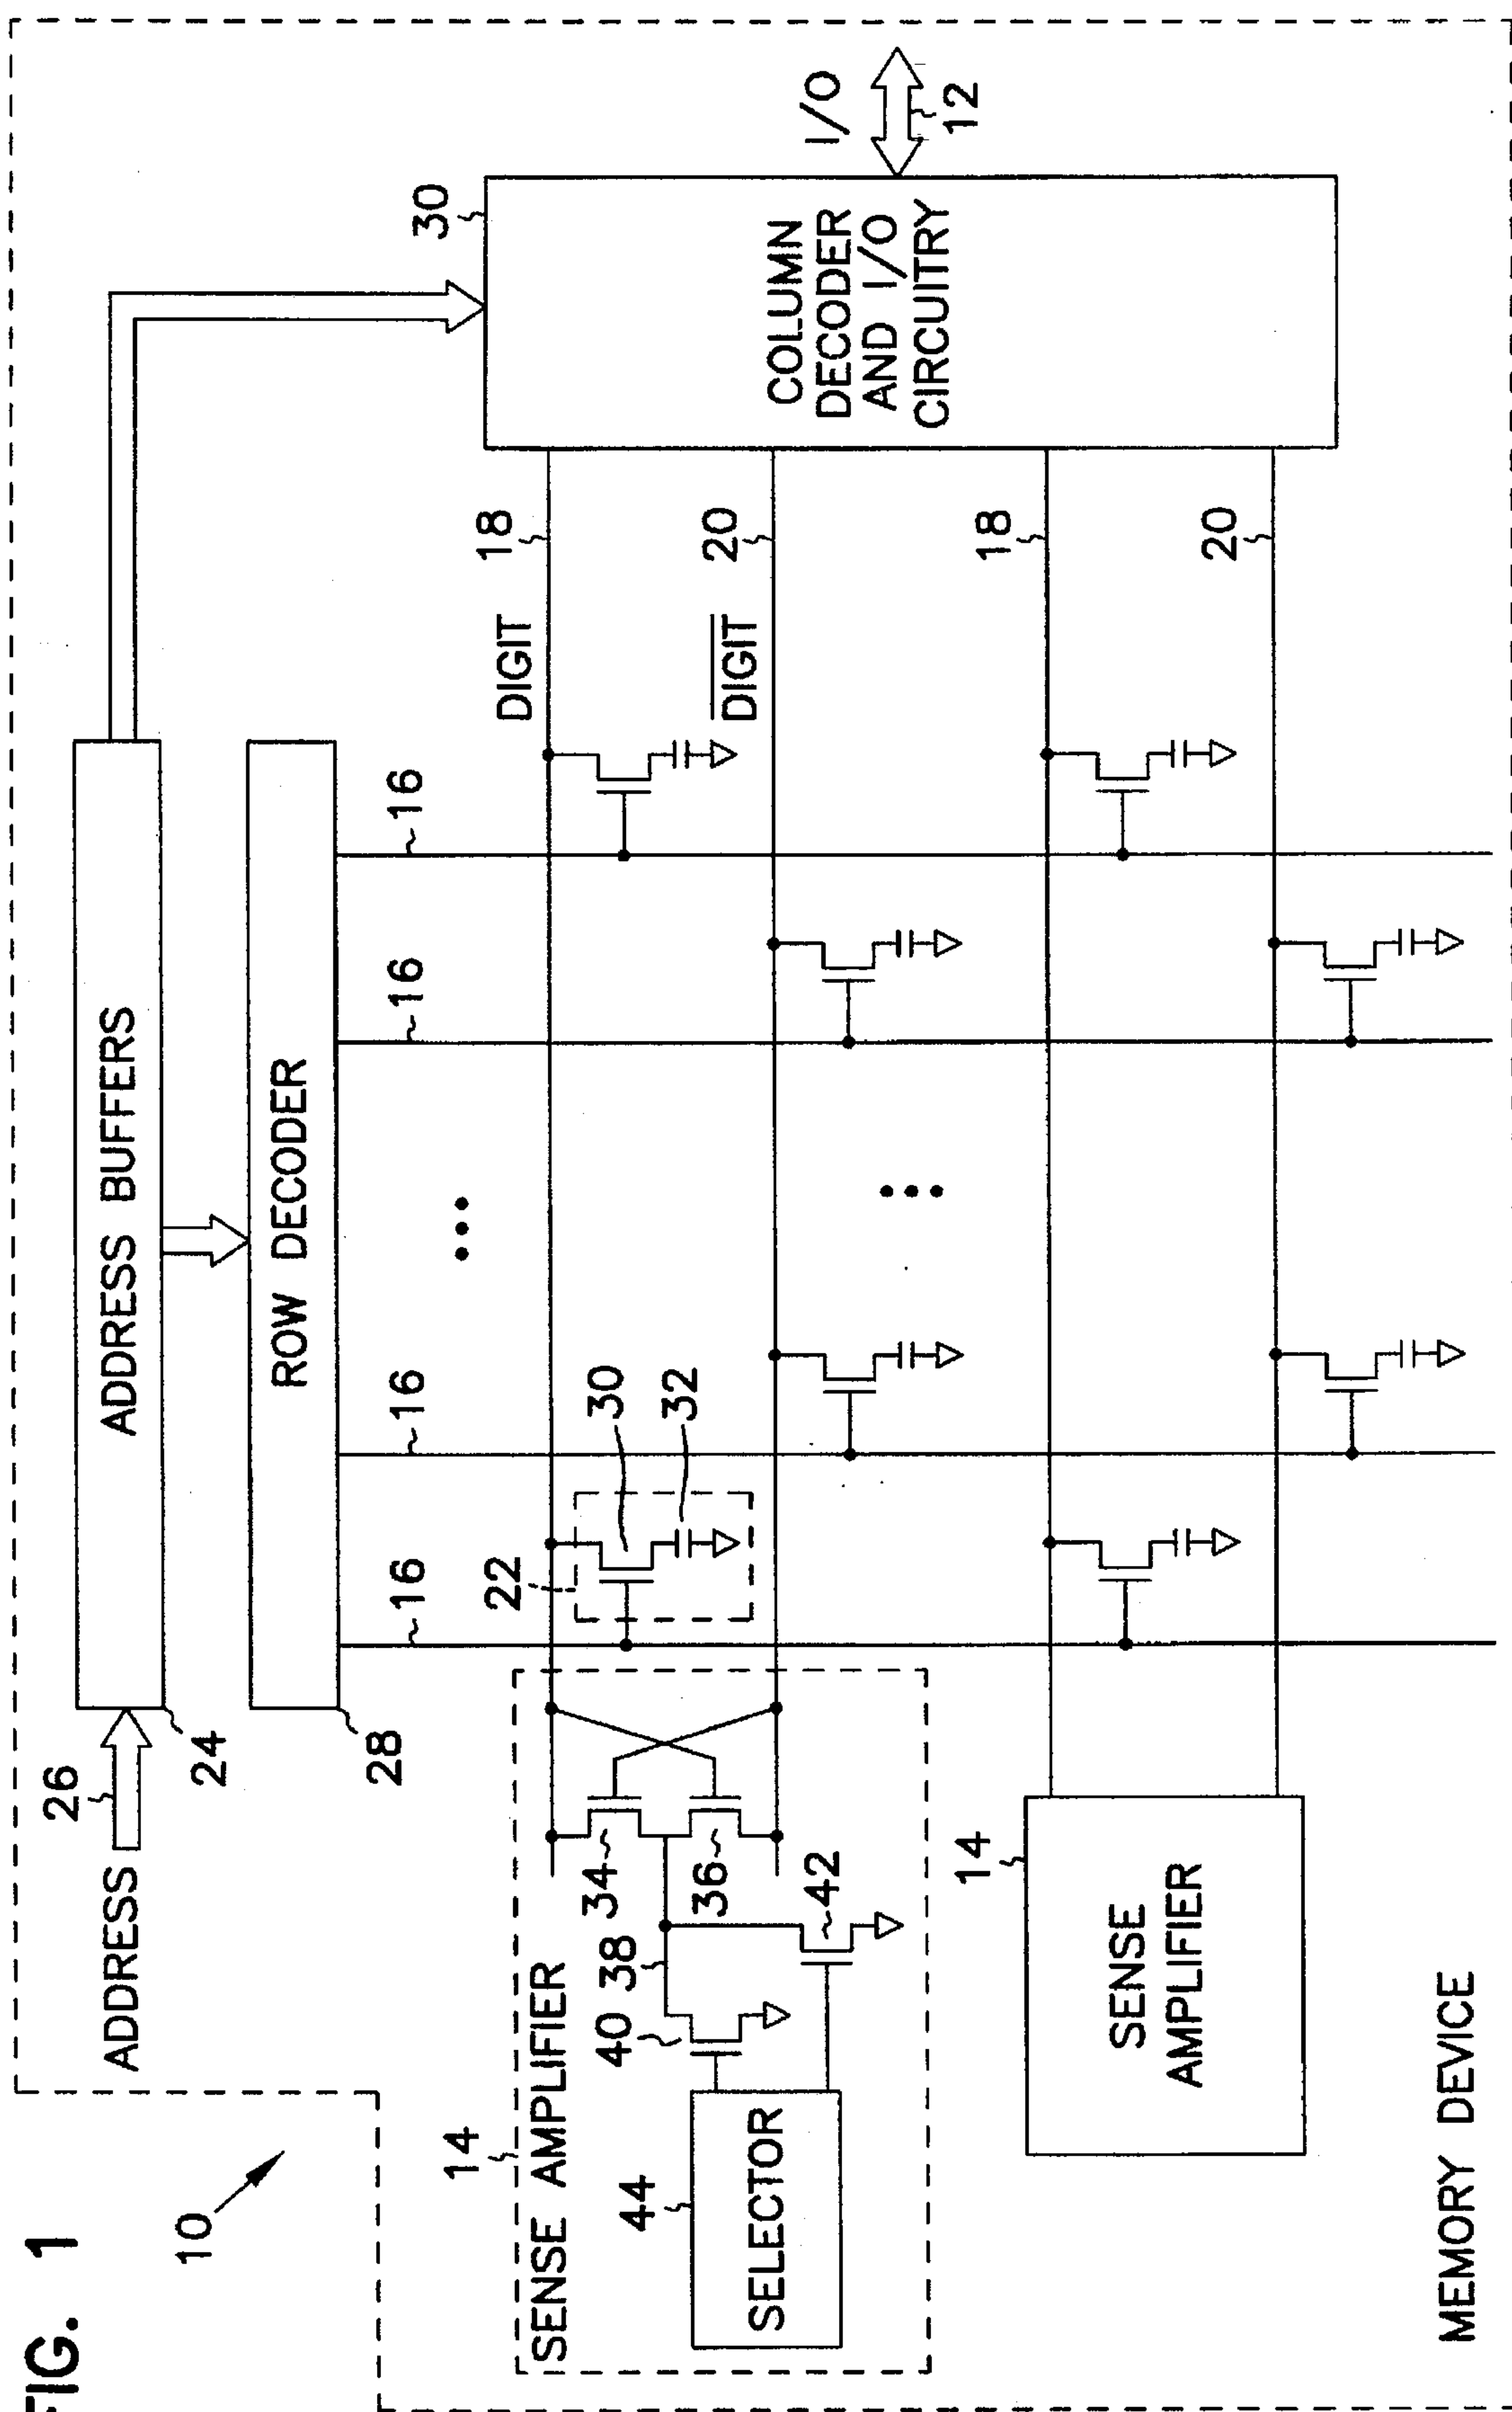 FIG. 1
10
26
ADDRESS
ADDRESS BUFFERS
24
ROW DECODER
28
16
16
16
16
30
14
SENSE AMPLIFIER
22
DIGIT
18
44
40
38
34
30
SELECTOR
36
32
DIGIT
20
42
COLUMN
DECODER
AND I/O
CIRCUITRY
I/O
12
14
18
SENSE
AMPLIFIER
20
MEMORY DEVICE